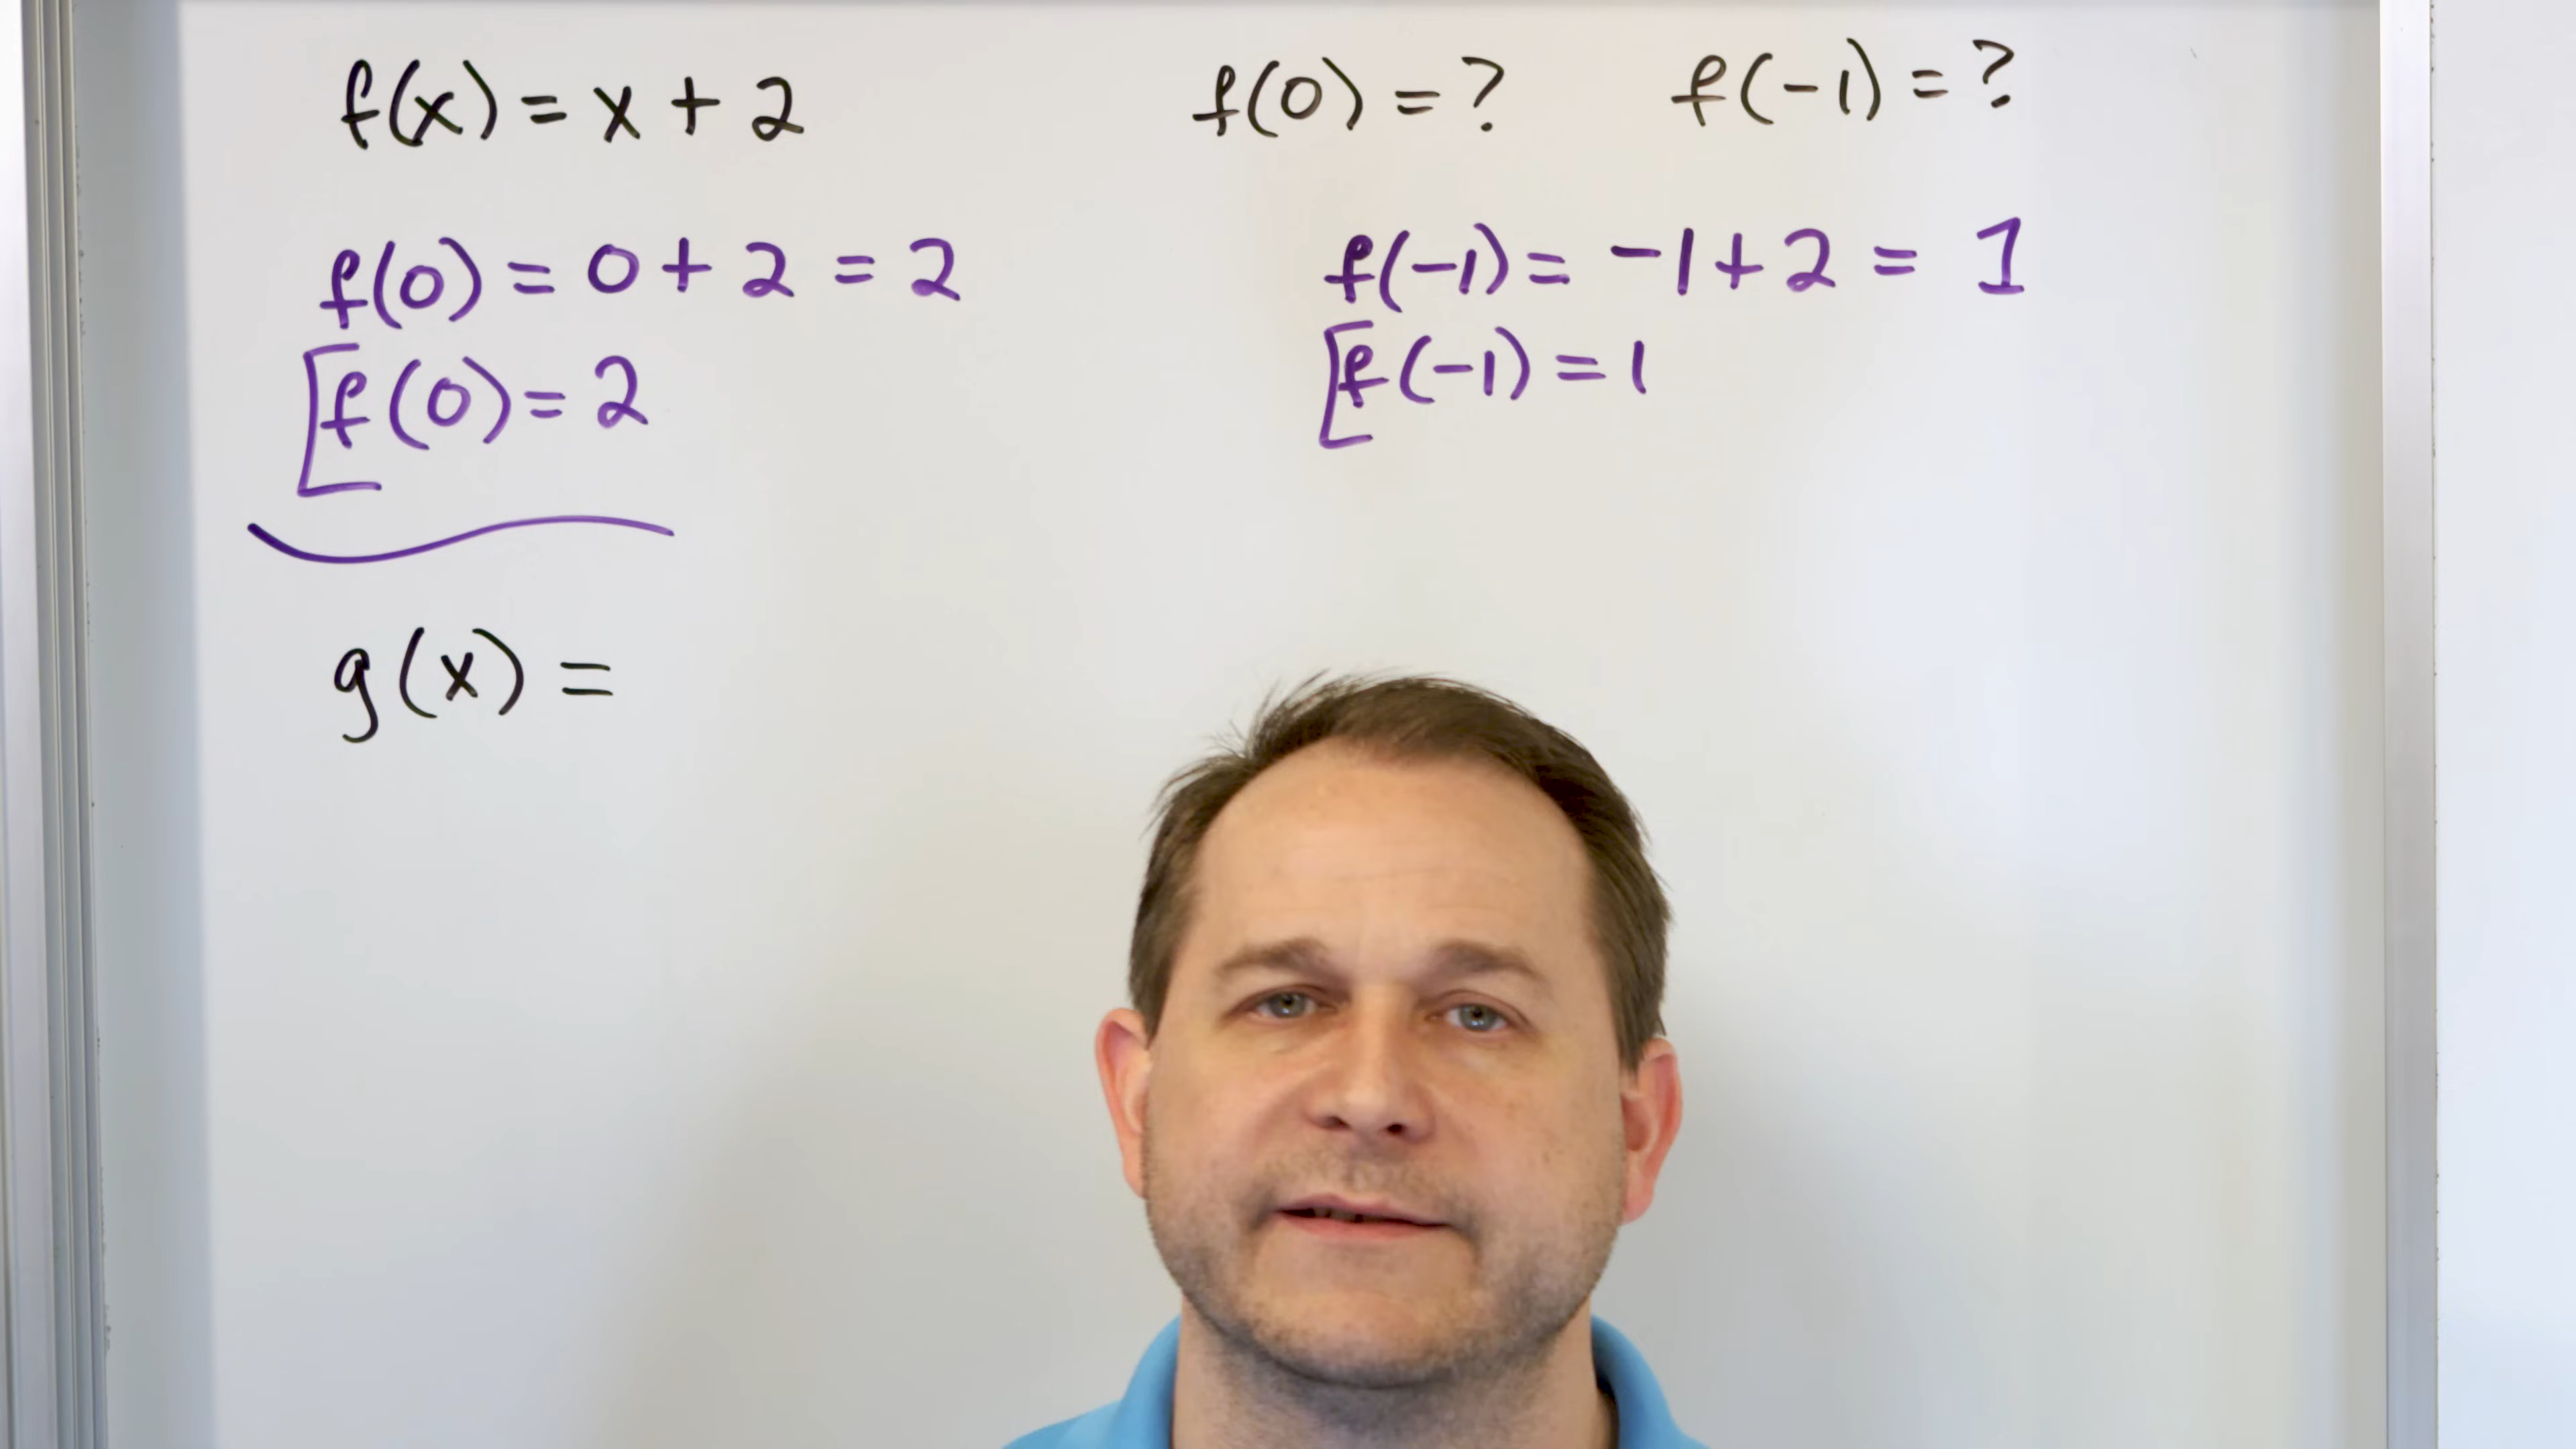 f(x) = x + 2
f(0) = ? f(-1) = ?
f(0) = 0 + 2 = 2
f(-1) = -1 + 2 = 1
f(0) = 2
f(-1) = 1
g(x) =